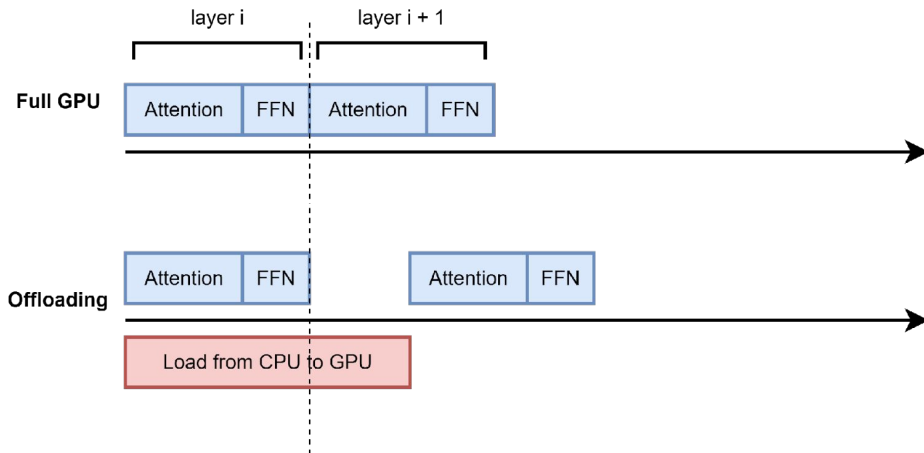 layer i
layer i + 1
Full GPU
Attention
FFN
Attention
FFN
Offloading
Attention
FFN
Attention
FFN
Load from CPU to GPU